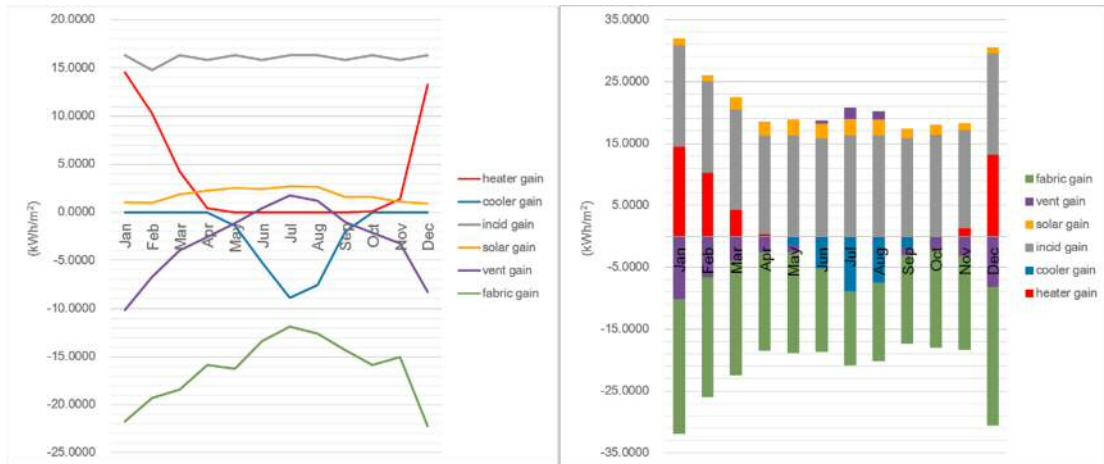 20.0000
15.0000
10.0000
5.0000
0.0000
-5.0000
-10.0000
-15.0000
-20.0000
-25.0000
(kWh/m²)
Jan
Feb
Mar
Apr
May
Jun
Jul
Aug
Sep
Oct
Nov
Dec
heater gain
cooler gain
incid gain
solar gain
vent gain
fabric gain
35.0000
25.0000
15.0000
5.0000
-5.0000
-15.0000
-25.0000
-35.0000
(kWh/m²)
Jan
Feb
Mar
Apr
May
Jun
Jul
Aug
Sep
Oct
Nov
Dec
fabric gain
vent gain
solar gain
incid gain
cooler gain
heater gain